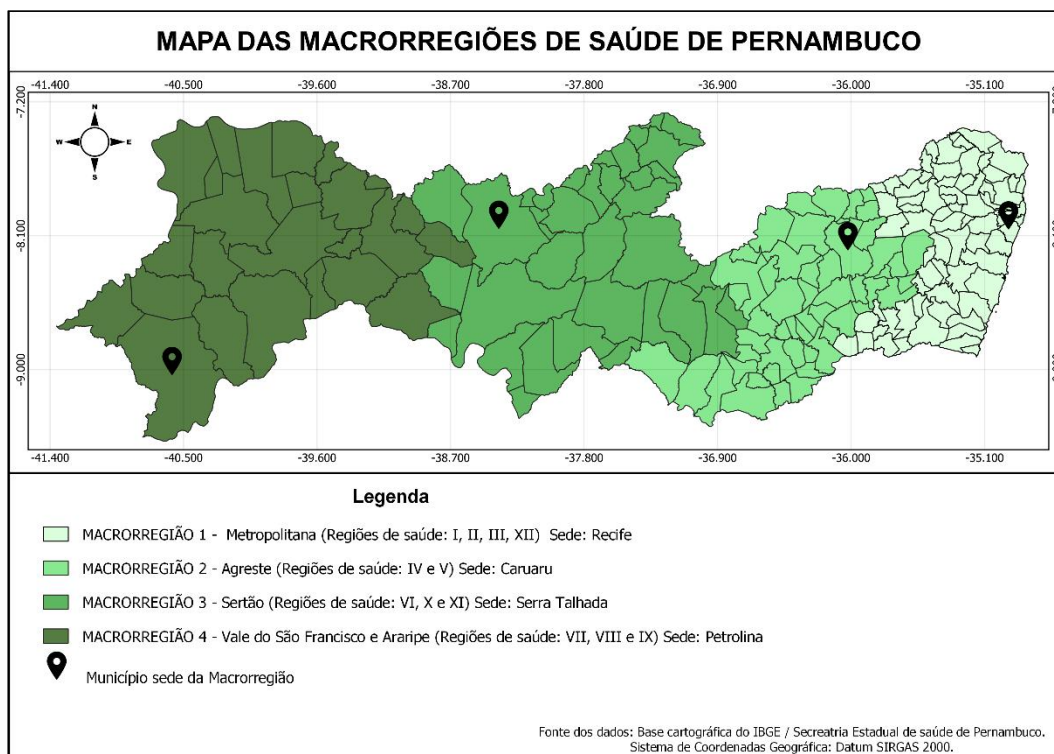 MAPA DAS MACRORREGIÕES DE SAÚDE DE PERNAMBUCO
-41.400 -40.500 -39.600 -38.700 -37.800 -36.900 -36.000 -35.100
-7.200
N
W E
S
-8.100
-9.000
-41.400 -40.500 -39.600 -38.700 -37.800 -36.900 -36.000 -35.100
Legenda
MACRORREGIÃO 1 - Metropolitana (Regiões de saúde: I, II, III, XII) Sede: Recife
MACRORREGIÃO 2 - Agreste (Regiões de saúde: IV e V) Sede: Caruaru
MACRORREGIÃO 3 - Sertão (Regiões de saúde: VI, X e XI) Sede: Serra Talhada
MACRORREGIÃO 4 - Vale do São Francisco e Araripe (Regiões de saúde: VII, VIII e IX) Sede: Petrolina
Município sede da Macrorregião
Fonte dos dados: Base cartográfica do IBGE / Secreatria Estadual de saúde de Pernambuco.
Sistema de Coordenadas Geográfica: Datum SIRGAS 2000.